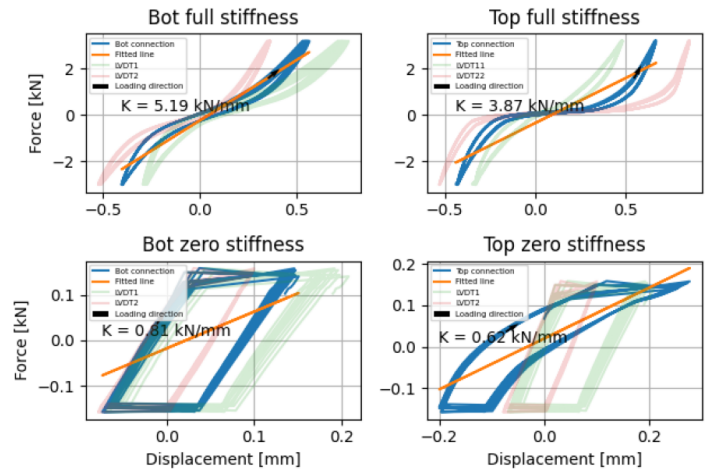 Bot full stiffness
Top full stiffness
Force [kN]
2
0
−2
Bot connection
Fitted line
LVDT1
LVDT2
Loading direction
K = 5.19 kN/mm
−0.5
0.0
0.5
2
0
−2
Top connection
Fitted line
LVDT11
LVDT22
Loading direction
K = 3.87 kN/mm
−0.5
0.0
0.5
Bot zero stiffness
Top zero stiffness
Force [kN]
0.1
0.0
−0.1
Bot connection
Fitted line
LVDT1
LVDT2
Loading direction
K = 0.81 kN/mm
0.0
0.1
0.2
Displacement [mm]
0.2
0.1
0.0
−0.1
Top connection
Fitted line
LVDT1
LVDT2
Loading direction
K = 0.62 kN/mm
−0.2
0.0
0.2
Displacement [mm]